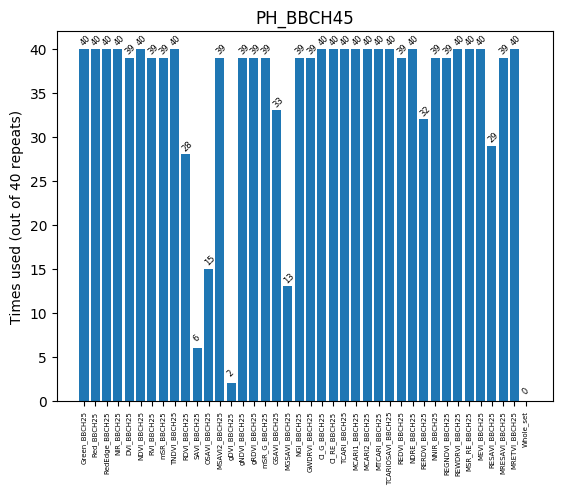 PH_BBCH45
Times used (out of 40 repeats)
40
35
30
25
20
15
10
5
0
40 40 40 40 39 40 39 39 40 28 6 15 39 2 39 39 39 33 13 39 39 40 40 40 40 40 40 40 39 40 32 39 39 40 40 40 29 39 40 0
Green_BBCH25
Red_BBCH25
RedEdge_BBCH25
NIR_BBCH25
DVI_BBCH25
NDVI_BBCH25
RVI_BBCH25
mSR_BBCH25
TNDVI_BBCH25
RDVI_BBCH25
SAVI_BBCH25
OSAVI_BBCH25
MSAVI2_BBCH25
gDVI_BBCH25
gNDVI_BBCH25
gRDVI_BBCH25
mSR_G_BBCH25
MGSAVI_BBCH25
NGI_BBCH25
GWDRVI_BBCH25
CI_G_BBCH25
CI_RE_BBCH25
TCARI_BBCH25
MCARI1_BBCH25
MCARI2_BBCH25
MTCARI_BBCH25
TCARIOSAVI_BBCH25
REDVI_BBCH25
NDRE_BBCH25
RERDVI_BBCH25
NNIR_BBCH25
REGNDVI_BBCH25
REWDRVI_BBCH25
MSR_RE_BBCH25
MEVI_BBCH25
RESAVI_BBCH25
MRESAVI_BBCH25
MRETVI_BBCH25
Whole_set